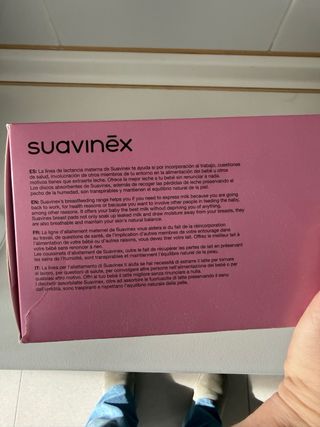 suavinex
ES: La línea de lactancia materna de Suavinex te ayuda si por incorporación al trabajo, cuestiones
de salud, involucración de otros miembros de tu entorno en la alimentación de bebé u otros
motivos tienes que extraerte leche. Ofrece la mejor leche a tu bebé sin renunciar a nada.
Los discos absorbentes de Suavinex, además de recoger las pérdidas de leche preservando el
pecho de la humedad, son transpirables y mantienen el equilibrio natural de la piel.
EN: Suavinex's breastfeeding range helps you if you need to express milk because you are going
back to work, for health reasons or because you want to involve other people in feeding the baby,
among other reasons. It offers your baby the best milk without depriving you of anything.
Suavinex breast pads not only soak up leaked milk and draw moisture away from your breasts, they
are also breathable and maintain your skin's natural balance.
FR: La ligne d'allaitement maternel de Suavinex vous aidera si du fait de la réincorporation
au travail, de questions de santé, de l'implication d'autres membres de votre entourage dans
l'alimentation de votre bébé ou d'autres raisons, vous devez tirer votre lait. Offrez le meilleur lait à
votre bébé sans renoncer à rien.
Les coussinets d'allaitement de Suavinex, outre le fait de récupérer les pertes de lait en préservant
les seins de l'humidité, sont transpirables et maintiennent l'équilibre naturel de la peau.
IT: La linea per l'allattamento di Suavinex ti aiuta se hai necessità di estrarre il latte per tornare
al lavoro, per questioni di salute, per coinvolgere altre persone nell'alimentazione del bebè o per
qualsiasi altro motivo. Offri al tuo bebè il latte migliore senza rinunciare a nulla.
I dischetti assorbilatte Suavinex, oltre ad assorbire le fuoriuscite di latte preservando il seno
dall'umidità, sono traspiranti e rispettano l'equilibrio naturale della pelle.